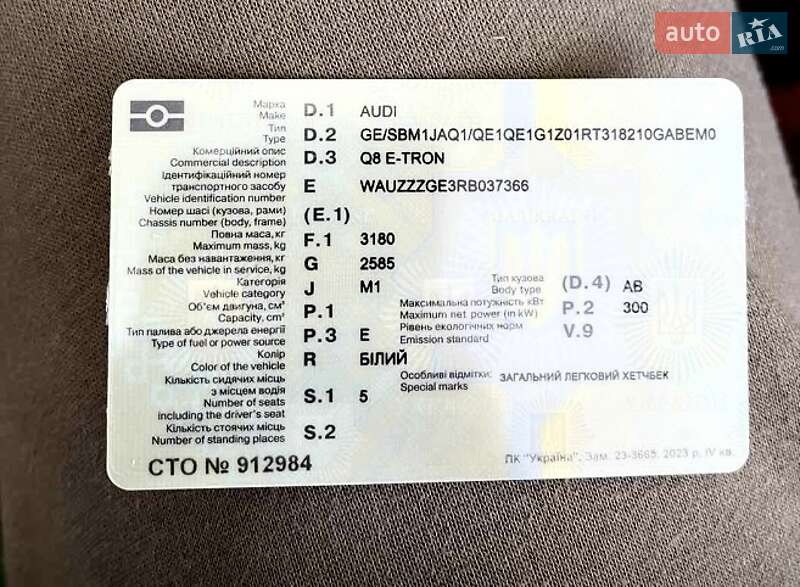 auto RIA .com
Марка
Make D.1 AUDI
Тип
Type D.2 GE/SBM1JAQ1/QE1QE1G1Z01RT318210GABEM0
Комерційний опис
Commercial description D.3 Q8 E-TRON
Ідентифікаційний номер
транспортного засобу
Vehicle identification number E WAUZZZGE3RB037366
Номер шасі (кузова, рами)
Chassis number (body, frame) (E.1)
Повна маса, кг
Maximum mass, kg F.1 3180
Маса без навантаження, кг
Mass of the vehicle in service, kg G 2585
Категорія
Vehicle category J M1
Тип кузова
Body type (D.4) AB
Об'єм двигуна, см³
Capacity, cm³ P.1
Максимальна потужність кВт
Maximum net power (in kW) P.2 300
Тип палива або джерела енергії
Type of fuel or power source P.3 E
Рівень екологічних норм
Emission standard V.9
Колір
Color of the vehicle R БІЛИЙ
Кількість сидячих місць
з місцем водія
Number of seats
including the driver's seat S.1 5
Особливі відмітки:
Special marks ЗАГАЛЬНИЙ ЛЕГКОВИЙ ХЕТЧБЕК
Кількість стоячих місць
Number of standing places S.2
СТО № 912984
ПК "Україна", Зам. 23-3665, 2023 р. IV кв.